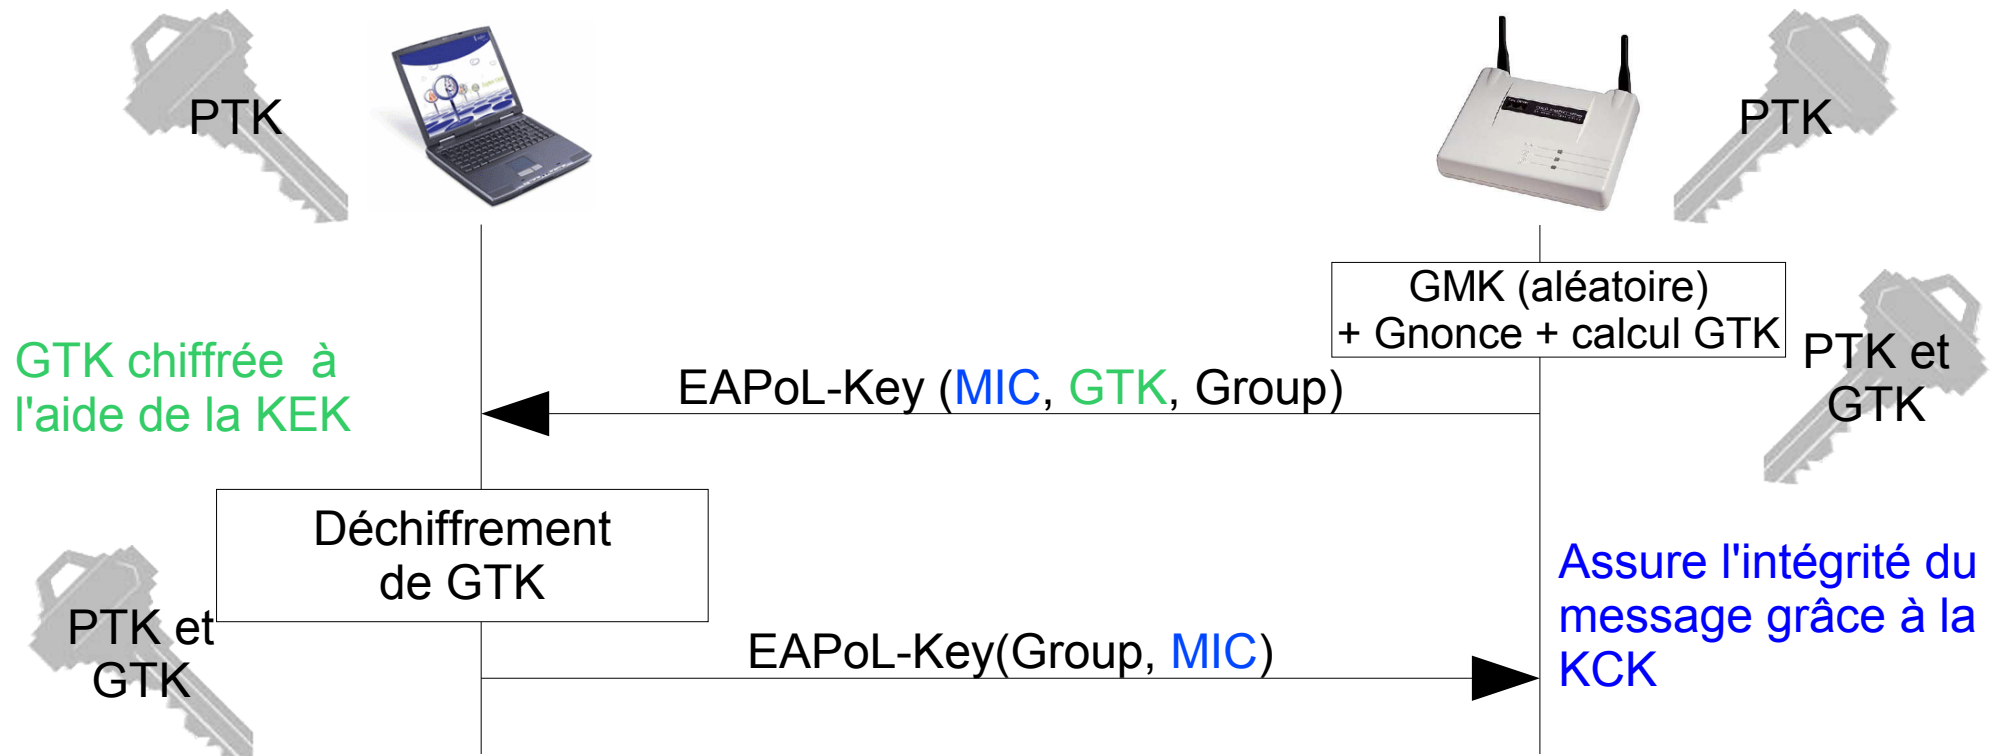 PTK
PTK
GMK (aléatoire)
+ Gnonce + calcul GTK
PTK et
GTK
GTK chiffrée à
l'aide de la KEK
EAPoL-Key (MIC, GTK, Group)
Déchiffrement
de GTK
PTK et
GTK
Assure l'intégrité du
message grâce à la
KCK
EAPoL-Key(Group, MIC)